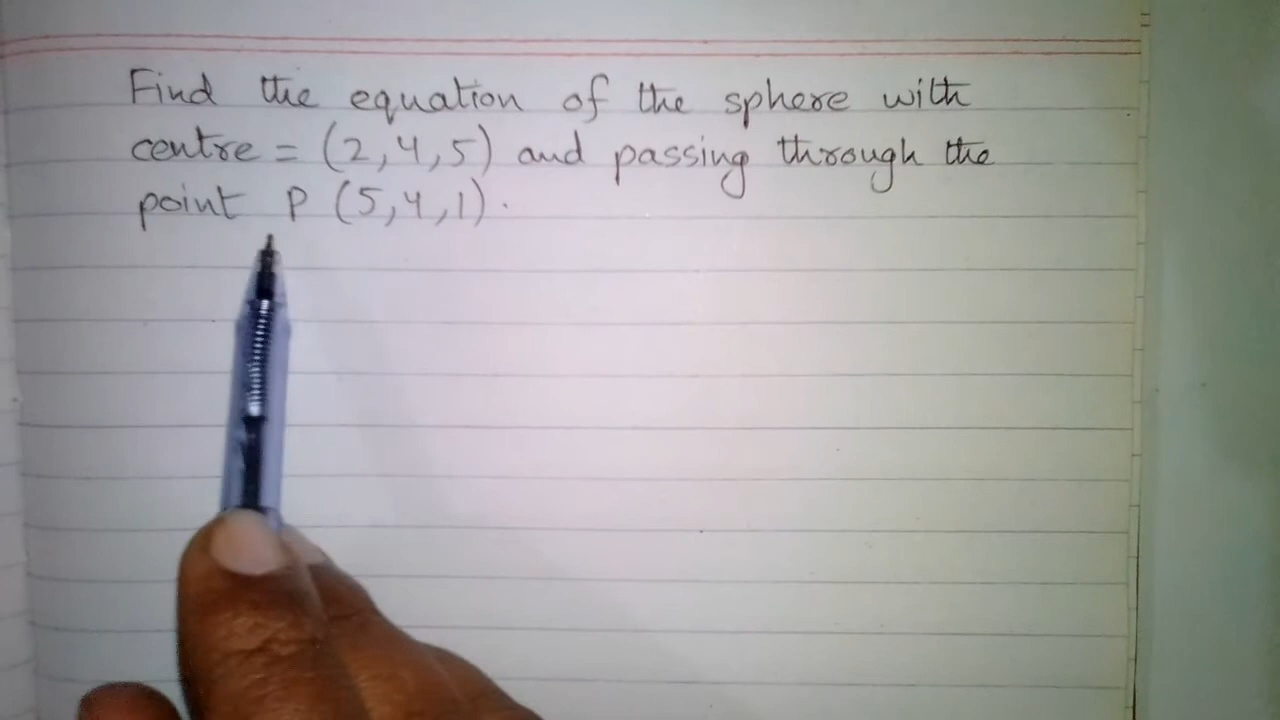 Find the equation of the sphere with
centre = (2,4,5) and passing through the
point P (5,4,1).